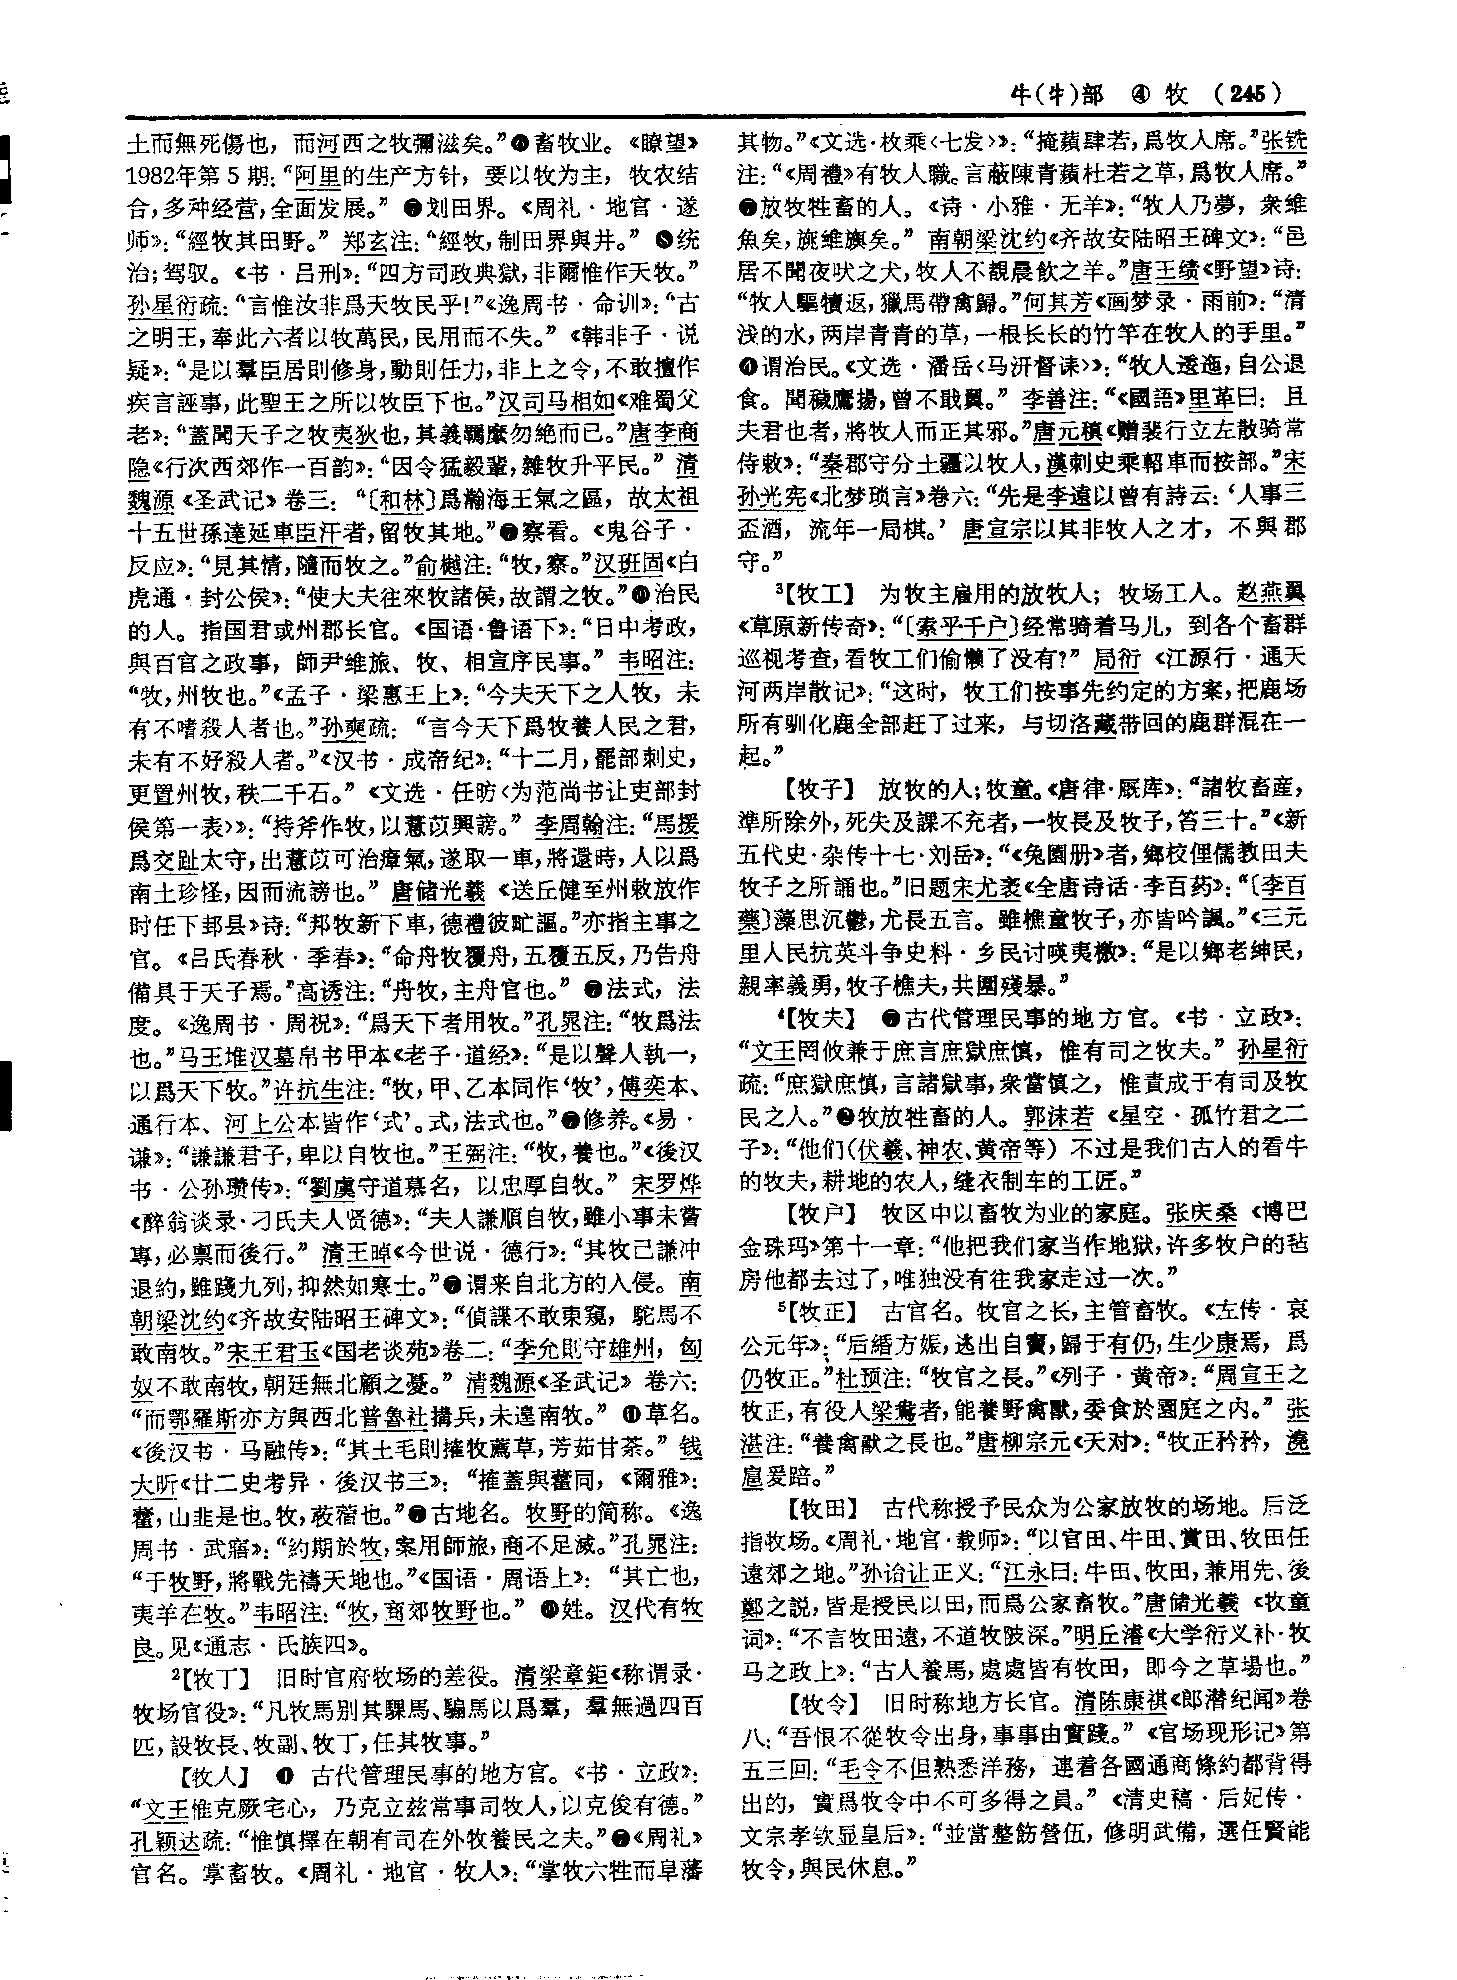 牛(牜)部 ④ 牧 (245)
土而無死傷也，而河西之牧彌滋矣。”❻畜牧业。《瞭望》
1982年第5期：“阿里的生产方针，要以牧为主，牧农结
合，多种经营，全面发展。” ❼划田界。《周礼·地官·遂
师》：“經牧其田野。” 郑玄注：“經牧，制田界與井。” ❽统
治；驾驭。《书·吕刑》：“四方司政典獄，非爾惟作天牧。”
孙星衍疏：“言惟汝非爲天牧民乎！”《逸周书·命训》：“古
之明王，奉此六者以牧萬民，民用而不失。” 《韩非子·说
疑》：“是以羣臣居則修身，動則任力，非上之令，不敢擅作
疾言誣事，此聖王之所以牧臣下也。”汉司马相如《难蜀父
老》：“蓋聞天子之牧夷狄也，其義羈縻勿絶而已。”唐李商
隐《行次西郊作一百韵》：“因令猛毅輩，雜牧升平民。” 清
魏源《圣武记》卷三：“〔和林〕爲瀚海王氣之區，故太祖
十五世孫達延車臣汗者，留牧其地。”❾察看。《鬼谷子·
反应》：“見其情，隨而牧之。”俞樾注：“牧，察。”汉班固《白
虎通·封公侯》：“使大夫往來牧諸侯，故謂之牧。”❿治民
的人。指国君或州郡长官。《国语·鲁语下》：“日中考政，
與百官之政事，師尹維旅、牧、相宣序民事。” 韦昭注：
“牧，州牧也。”《孟子·梁惠王上》：“今夫天下之人牧，未
有不嗜殺人者也。”孙奭疏：“言今天下爲牧養人民之君，
未有不好殺人者。”《汉书·成帝纪》：“十二月，罷部刺史，
更置州牧，秩二千石。” 《文选·任昉〈为范尚书让吏部封
侯第一表〉》：“持斧作牧，以薏苡興謗。” 李周翰注：“馬援
爲交趾太守，出薏苡可治瘴氣，遂取一車，將還時，人以爲
南土珍怪，因而流謗也。” 唐储光羲《送丘健至州敕放作
时任下邽县》诗：“邦牧新下車，德禮彼甿謳。”亦指主事之
官。《吕氏春秋·季春》：“命舟牧覆舟，五覆五反，乃告舟
備具于天子焉。”高诱注：“舟牧，主舟官也。” ⓫法式，法
度。《逸周书·周祝》：“爲天下者用牧。”孔晁注：“牧爲法
也。”马王堆汉墓帛书甲本《老子·道经》：“是以聲人執一，
以爲天下牧。”许抗生注：“牧，甲、乙本同作‘牧’，傅奕本、
通行本、河上公本皆作‘式’。式，法式也。”⓬修养。《易·
谦》：“謙謙君子，卑以自牧也。”王弼注：“牧，養也。”《後汉
书·公孙瓒传》：“劉虞守道慕名，以忠厚自牧。” 宋罗烨
《醉翁谈录·刁氏夫人贤德》：“夫人謙順自牧，雖小事未嘗
專，必禀而後行。” 清王晫《今世说·德行》：“其牧己謙冲
退約，雖踐九列，抑然如寒士。”⓭谓来自北方的入侵。南
朝梁沈约《齐故安陆昭王碑文》：“偵諜不敢東窺，駝馬不
敢南牧。”宋王君玉《国老谈苑》卷二：“李允則守雄州，匈
奴不敢南牧，朝廷無北顧之憂。” 清魏源《圣武记》卷六：
“而鄂羅斯亦方與西北普魯社搆兵，未遑南牧。” ⓮草名。
《後汉书·马融传》：“其土毛則搉牧薦草，芳茹甘荼。” 钱
大昕《廿二史考异·後汉书三》：“搉蓋與蒮同，《爾雅》：
蒮，山韭是也。牧，荍蓿也。”⓯古地名。牧野的简称。《逸
周书·武寤》：“約期於牧，案用師旅，商不足滅。”孔晁注：
“于牧野，將戰先禱天地也。”《国语·周语上》：“其亡也，
夷羊在牧。”韦昭注：“牧，商郊牧野也。” ⓰姓。汉代有牧
良。见《通志·氏族四》。
²【牧丁】 旧时官府牧场的差役。清梁章鉅《称谓录·
牧场官役》：“凡牧馬別其騍馬、騸馬以爲羣，羣無過四百
匹，設牧長、牧副、牧丁，任其牧事。”
【牧人】 ❶古代管理民事的地方官。《书·立政》：
“文王惟克厥宅心，乃克立兹常事司牧人，以克俊有德。”
孔颖达疏：“惟慎擇在朝有司在外牧養民之夫。”❷《周礼》
官名。掌畜牧。《周礼·地官·牧人》：“掌牧六牲而阜蕃
其物。”《文选·枚乘〈七发〉》：“掩蘋肆若，爲牧人席。”张铣
注：“《周禮》有牧人職。言蔽陳青蘋杜若之草，爲牧人席。”
❸放牧牲畜的人。《诗·小雅·无羊》：“牧人乃夢，衆維
魚矣，旐維旟矣。” 南朝梁沈约《齐故安陆昭王碑文》：“邑
居不聞夜吠之犬，牧人不覩晨飲之羊。”唐王绩《野望》诗：
“牧人驅犢返，獵馬帶禽歸。”何其芳《画梦录·雨前》：“清
浅的水，两岸青青的草，一根长长的竹竿在牧人的手里。”
❹谓治民。《文选·潘岳〈马汧督诔〉》：“牧人逶迤，自公退
食。聞穢鷹揚，曾不戢翼。” 李善注：“《國語》里革曰：且
夫君也者，將牧人而正其邪。”唐元稹《赠裴行立左散骑常
侍敕》：“秦郡守分土疆以牧人，漢刺史乘軺車而按部。”宋
孙光宪《北梦琐言》卷六：“先是李遠以曾有詩云：‘人事三
盃酒，流年一局棋。’ 唐宣宗以其非牧人之才，不與郡
守。”
³【牧工】 为牧主雇用的放牧人；牧场工人。赵燕翼
《草原新传奇》：“〔索乎千户〕经常骑着马儿，到各个畜群
巡视考查，看牧工们偷懒了没有？” 局衍《江源行·通天
河两岸散记》：“这时，牧工们按事先约定的方案，把鹿场
所有驯化鹿全部赶了过来，与切洛藏带回的鹿群混在一
起。”
【牧子】 放牧的人；牧童。《唐律·厩库》：“諸牧畜産，
準所除外，死失及課不充者，一牧長及牧子，笞三十。”《新
五代史·杂传十七·刘岳》：“《兔園册》者，鄉校俚儒教田夫
牧子之所誦也。”旧题宋尤袤《全唐诗话·李百药》：“〔李百
藥〕藻思沉鬱，尤長五言。雖樵童牧子，亦皆吟諷。”《三元
里人民抗英斗争史料·乡民讨𠸄夷檄》：“是以鄉老紳民，
親率義勇，牧子樵夫，共圍殘暴。”
⁴【牧夫】 ❶古代管理民事的地方官。《书·立政》：
“文王罔攸兼于庶言庶獄庶慎，惟有司之牧夫。” 孙星衍
疏：“庶獄庶慎，言諸獄事，衆當慎之，惟責成于有司及牧
民之人。”❷牧放牲畜的人。郭沫若《星空·孤竹君之二
子》：“他们（伏羲、神农、黄帝等）不过是我们古人的看牛
的牧夫，耕地的农人，缝衣制车的工匠。”
【牧户】 牧区中以畜牧为业的家庭。张庆桑《博巴
金珠玛》第十一章：“他把我们家当作地狱，许多牧户的毡
房他都去过了，唯独没有往我家走过一次。”
⁵【牧正】 古官名。牧官之长，主管畜牧。《左传·哀
公元年》：“后緡方娠，逃出自竇，歸于有仍，生少康焉，爲
仍牧正。”杜预注：“牧官之長。”《列子·黄帝》：“周宣王之
牧正，有役人梁鴦者，能養野禽獸，委食於園庭之内。” 张
湛注：“養禽獸之長也。”唐柳宗元《天对》：“牧正矜矜，澆
扈爰踣。”
【牧田】 古代称授予民众为公家放牧的场地。后泛
指牧场。《周礼·地官·载师》：“以官田、牛田、賞田、牧田任
遠郊之地。”孙诒让正义：“江永曰：牛田、牧田，兼用先、後
鄭之説，皆是授民以田，而爲公家畜牧。”唐储光羲《牧童
词》：“不言牧田遠，不道牧陂深。”明丘濬《大学衍义补·牧
马之政上》：“古人養馬，處處皆有牧田，即今之草場也。”
【牧令】 旧时称地方长官。清陈康祺《郎潜纪闻》卷
八：“吾恨不從牧令出身，事事由實踐。” 《官场现形记》第
五三回：“毛令不但熟悉洋務，連着各國通商條約都背得
出的，實爲牧令中不可多得之員。” 《清史稿·后妃传·
文宗孝钦显皇后》：“並當整飭營伍，修明武備，選任賢能
牧令，與民休息。”